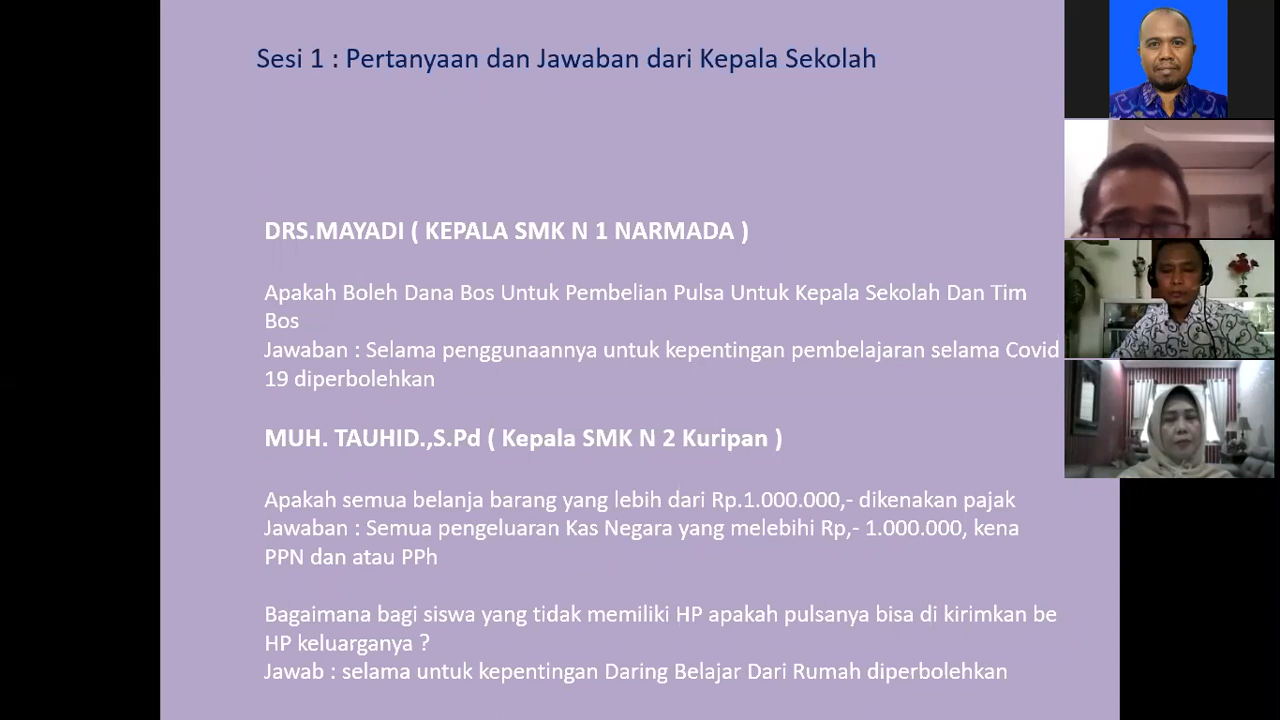 Sesi 1 : Pertanyaan dan Jawaban dari Kepala Sekolah
DRS.MAYADI ( KEPALA SMK N 1 NARMADA )
Apakah Boleh Dana Bos Untuk Pembelian Pulsa Untuk Kepala Sekolah Dan Tim
Bos
Jawaban : Selama penggunaannya untuk kepentingan pembelajaran selama Covid
19 diperbolehkan
MUH. TAUHID.,S.Pd ( Kepala SMK N 2 Kuripan )
Apakah semua belanja barang yang lebih dari Rp.1.000.000,- dikenakan pajak
Jawaban : Semua pengeluaran Kas Negara yang melebihi Rp,- 1.000.000, kena
PPN dan atau PPh
Bagaimana bagi siswa yang tidak memiliki HP apakah pulsanya bisa di kirimkan be
HP keluarganya ?
Jawab : selama untuk kepentingan Daring Belajar Dari Rumah diperbolehkan